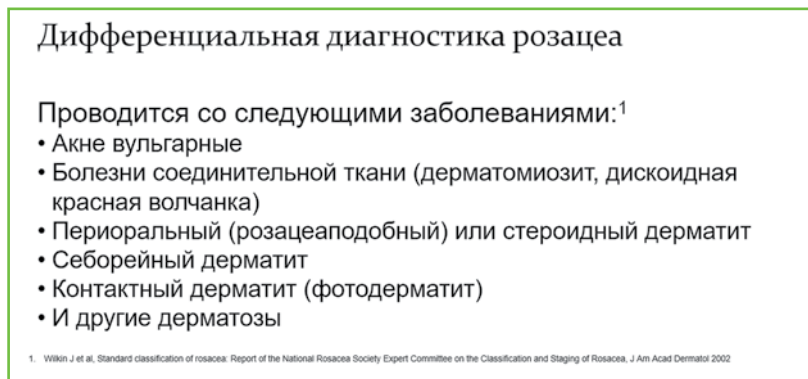 Дифференциальная диагностика розацеа
Проводится со следующими заболеваниями:¹
• Акне вульгарные
• Болезни соединительной ткани (дерматомиозит, дискоидная
красная волчанка)
• Периоральный (розацеаподобный) или стероидный дерматит
• Себорейный дерматит
• Контактный дерматит (фотодерматит)
• И другие дерматозы
1. Wilkin J et al, Standard classification of rosacea: Report of the National Rosacea Society Expert Committee on the Classification and Staging of Rosacea, J Am Acad Dermatol 2002